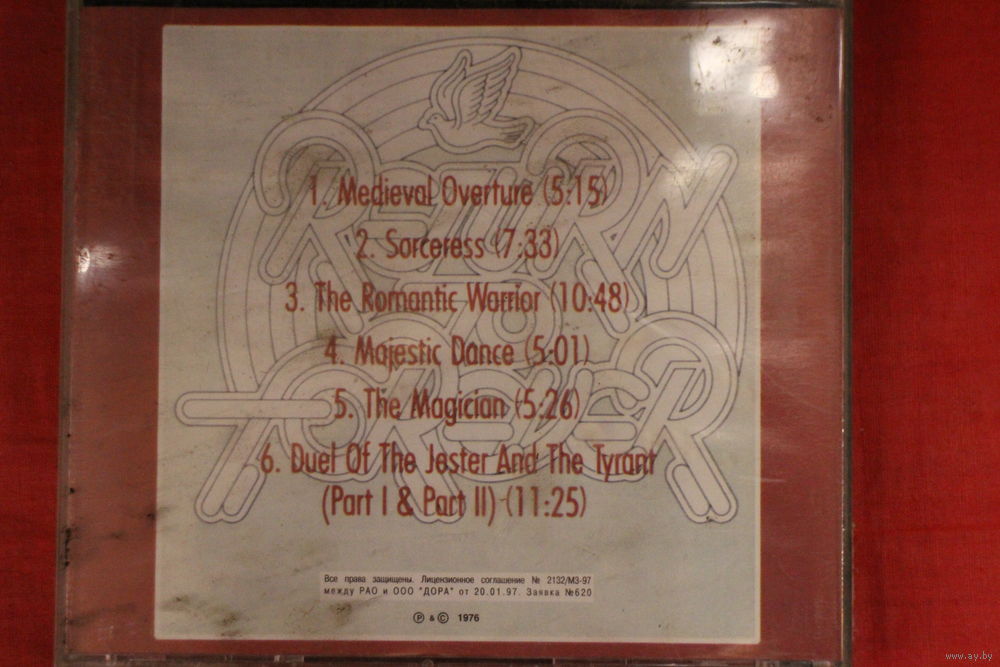 RETURN
TO
FOREVER
1. Medieval Overture (5:15)
2. Sorceress (7:33)
3. The Romantic Warrior (10:48)
4. Majestic Dance (5:01)
5. The Magician (5:26)
6. Duel Of The Jester And The Tyrant
(Part I & Part II) (11:25)
Все права защищены. Лицензионное соглашение № 2132/МЗ-97
между РАО и ООО "ДОРА" от 20.01.97. Заявка №620
Ⓟ & © 1976
www.ay.by